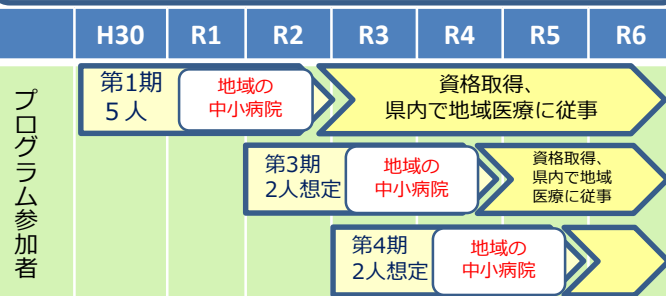 H30 R1 R2 R3 R4 R5 R6
プログラム参加者
第1期
５人
地域の
中小病院
資格取得、
県内で地域医療に従事
第3期
2人想定
地域の
中小病院
資格取得、
県内で地域
医療に従事
第4期
2人想定
地域の
中小病院